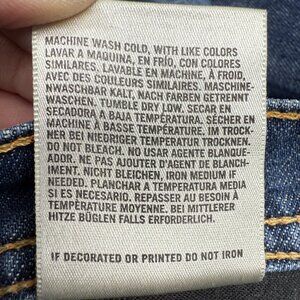 MACHINE WASH COLD, WITH LIKE COLORS
LAVAR A MAQUINA, EN FRÍO, CON COLORES
SIMILARES. LAVABLE EN MACHINE, À FROID,
AVEC DES COULEURS SIMILAIRES. MASCHINE-
NWASCHBAR KALT, NACH FARBEN GETRENNT
WASCHEN. TUMBLE DRY LOW. SECAR EN
SECADORA A BAJA TEMPERATURA. SÉCHER EN
MACHINE À BASSE TEMPÉRATURE. IM TROCK-
NER BEI NIEDRIGER TEMPERATUR TROCKNEN.
DO NOT BLEACH. NO USAR AGENTE BLANQUE-
ADOR. NE PAS AJOUTER D'AGENT DE BLANCH-
IMENT. NICHT BLEICHEN, IRON MEDIUM IF
NEEDED. PLANCHAR A TEMPERATURA MEDIA
SI ES NECESARIO. REPASSER AU BESOIN À
TEMPÉRATURE MOYENNE. BEI MITTLERER
HITZE BÜGLEN FALLS ERFORDERLICH.
IF DECORATED OR PRINTED DO NOT IRON